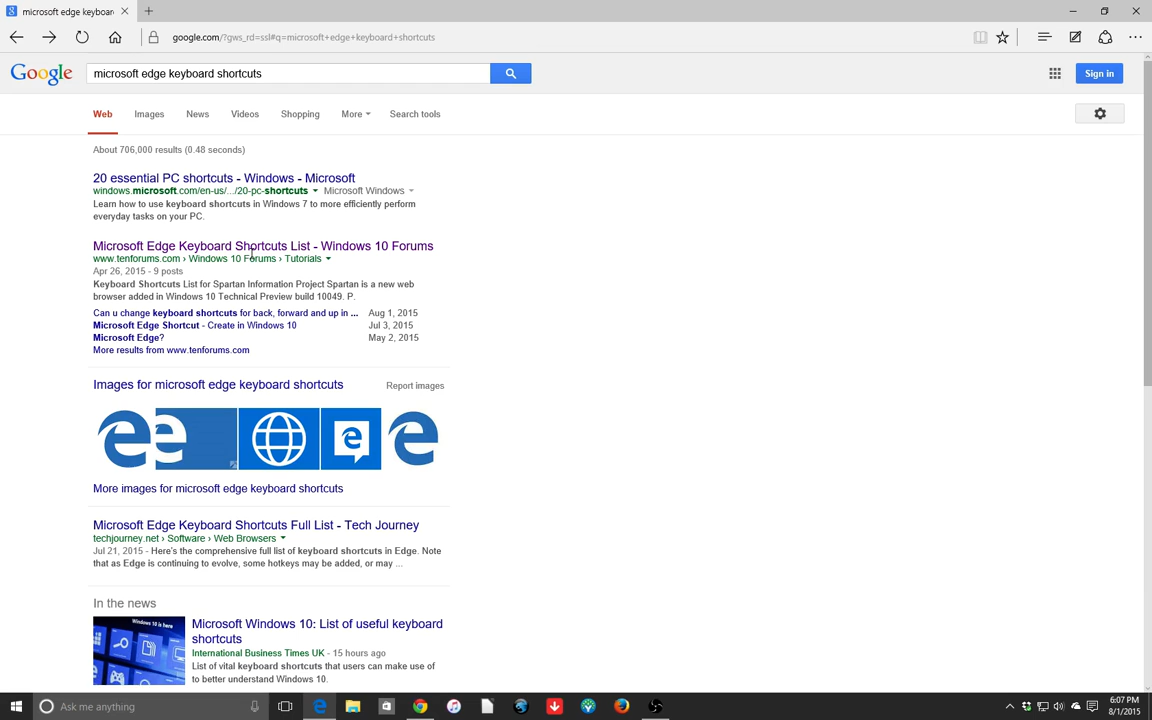 microsoft edge keyboar
google.com/?gws_rd=ssl#q=microsoft+edge+keyboard+shortcuts
Google
microsoft edge keyboard shortcuts
Sign in
Web Images News Videos Shopping More Search tools
About 706,000 results (0.48 seconds)
20 essential PC shortcuts - Windows - Microsoft
windows.microsoft.com/en-us/.../20-pc-shortcuts Microsoft Windows
Learn how to use keyboard shortcuts in Windows 7 to more efficiently perform
everyday tasks on your PC.
Microsoft Edge Keyboard Shortcuts List - Windows 10 Forums
www.tenforums.com › Windows 10 Forums › Tutorials
Apr 26, 2015 - 9 posts
Keyboard Shortcuts List for Spartan Information Project Spartan is a new web
browser added in Windows 10 Technical Preview build 10049. P.
Can u change keyboard shortcuts for back, forward and up in ... Aug 1, 2015
Microsoft Edge Shortcut - Create in Windows 10 Jul 3, 2015
Microsoft Edge? May 2, 2015
More results from www.tenforums.com
Images for microsoft edge keyboard shortcuts Report images
More images for microsoft edge keyboard shortcuts
Microsoft Edge Keyboard Shortcuts Full List - Tech Journey
techjourney.net › Software › Web Browsers
Jul 21, 2015 - Here's the comprehensive full list of keyboard shortcuts in Edge. Note
that as Edge is continuing to evolve, some hotkeys may be added, or may ...
In the news
Windows 10 is here
Microsoft Windows 10: List of useful keyboard
shortcuts
International Business Times UK - 15 hours ago
List of vital keyboard shortcuts that users can make use of
to better understand Windows 10.
Ask me anything
6:07 PM
8/1/2015